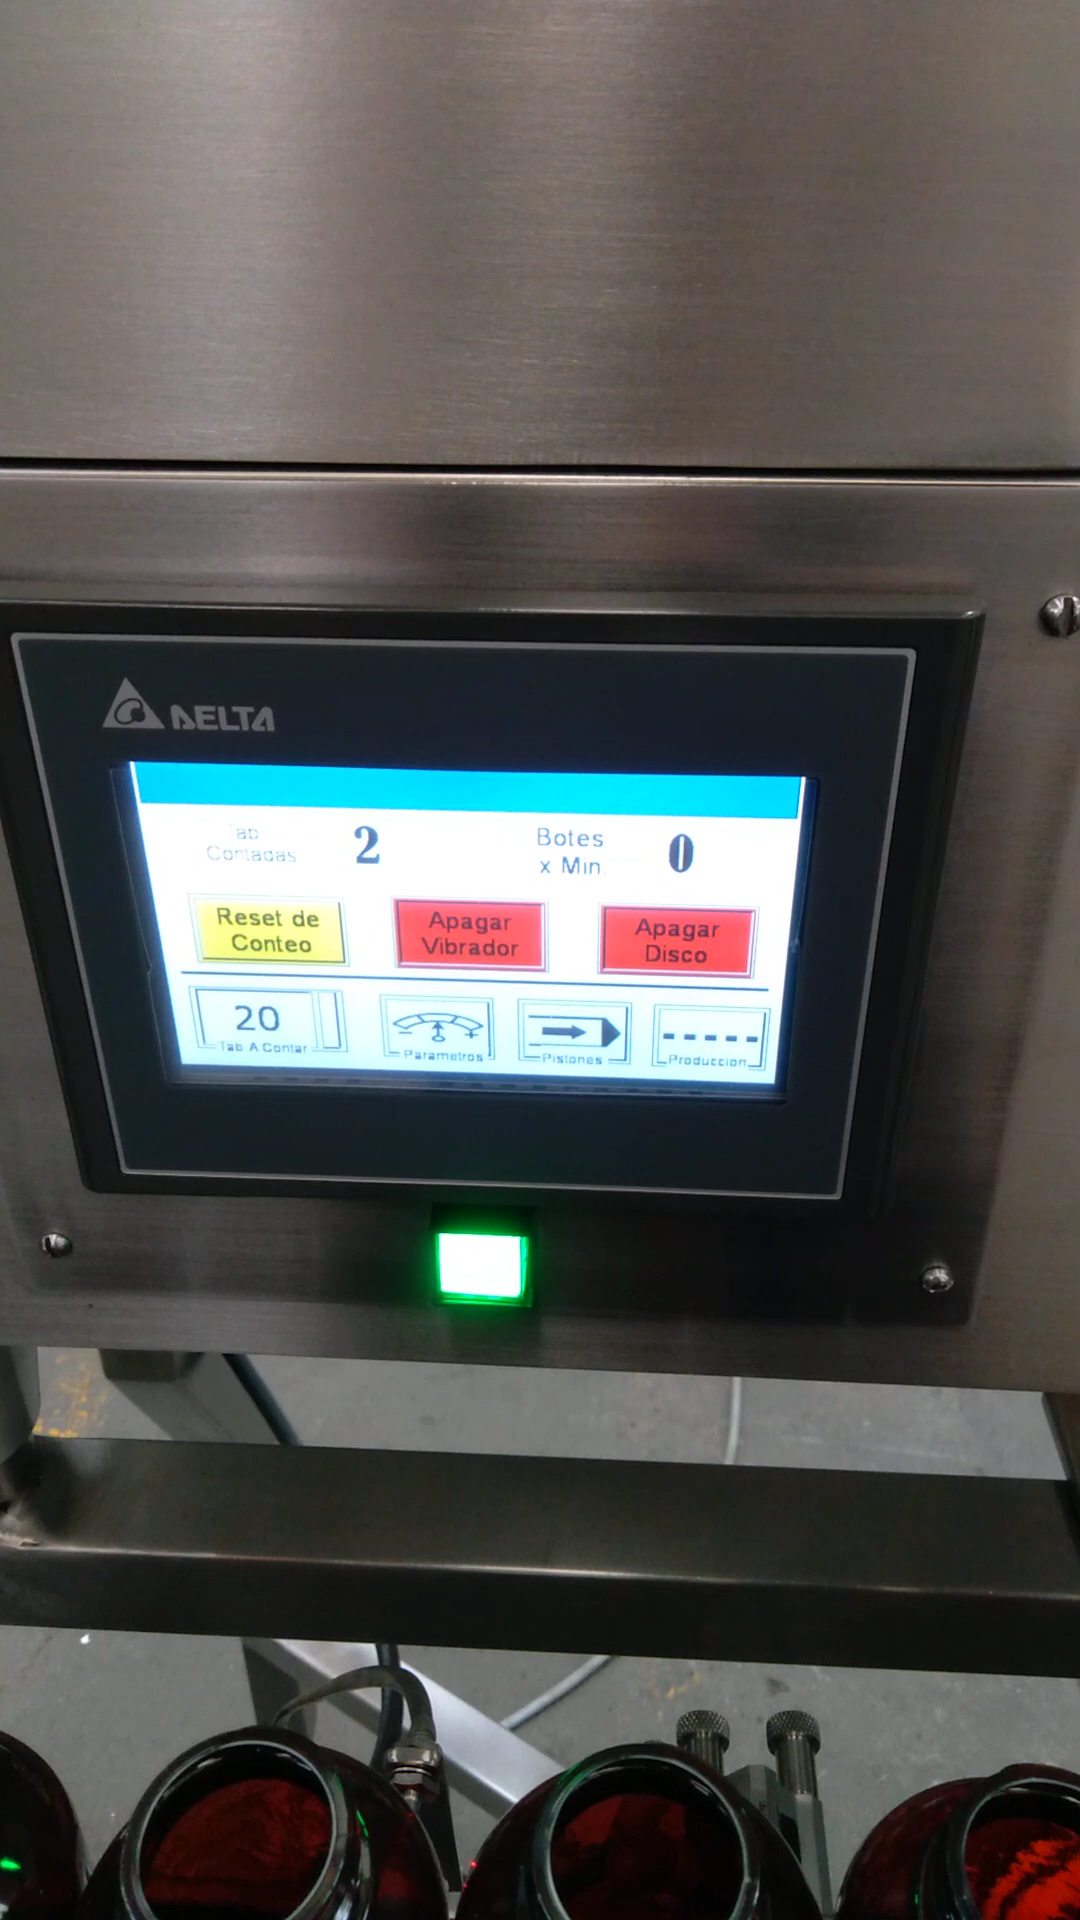 DELTA
Tab
Contadas
2
Botes
x Min.
0
Reset de
Conteo
Apagar
Vibrador
Apagar
Disco
20
Tab A Contar
Parametros
Pistones
Produccion